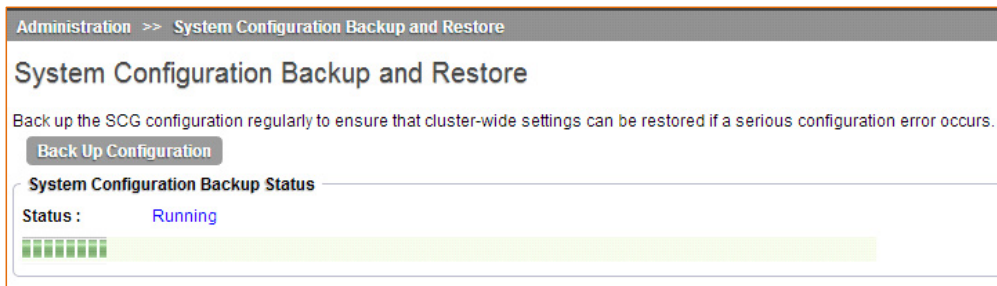 Administration >> System Configuration Backup and Restore
System Configuration Backup and Restore
Back up the SCG configuration regularly to ensure that cluster-wide settings can be restored if a serious configuration error occurs.
Back Up Configuration
System Configuration Backup Status
Status : Running